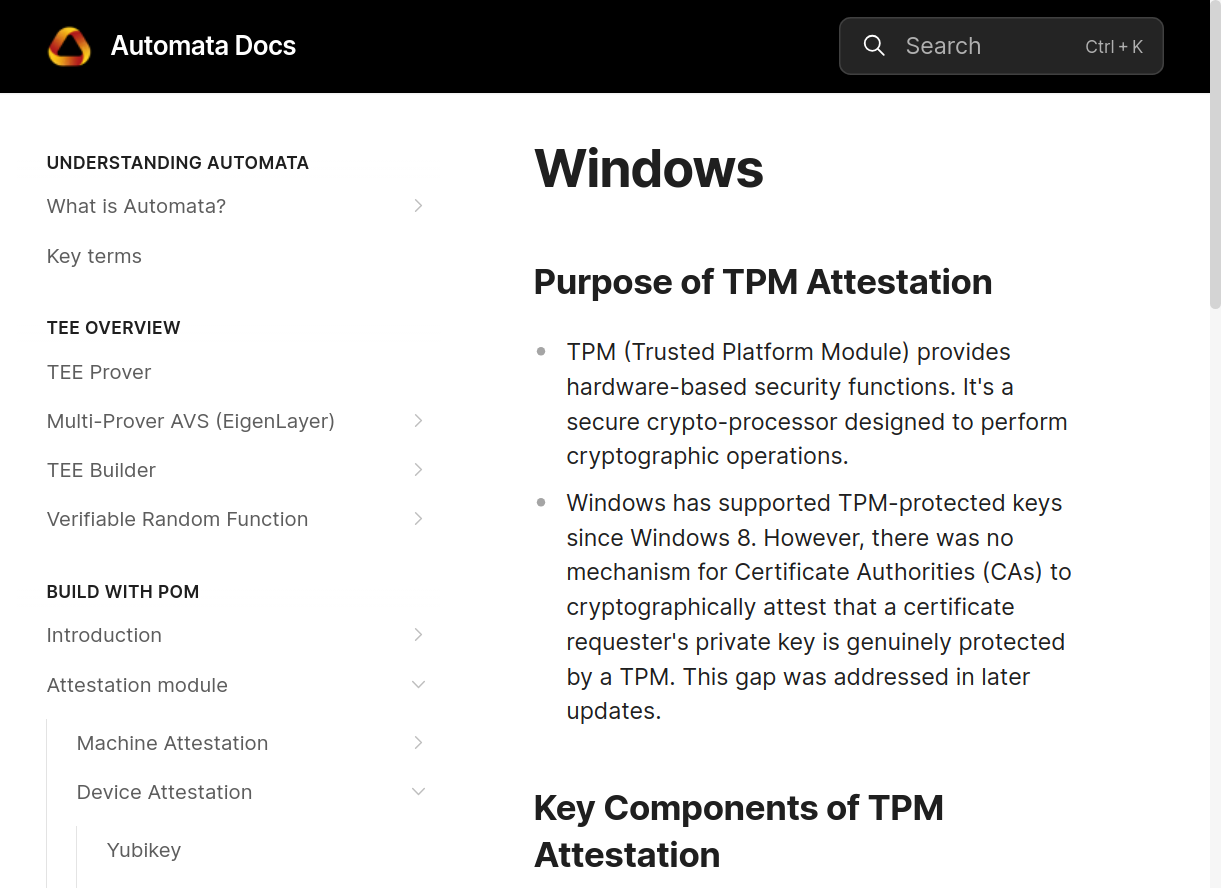 Automata Docs
Search
Ctrl + K
UNDERSTANDING AUTOMATA
What is Automata?
Key terms
TEE OVERVIEW
TEE Prover
Multi-Prover AVS (EigenLayer)
TEE Builder
Verifiable Random Function
BUILD WITH POM
Introduction
Attestation module
Machine Attestation
Device Attestation
Yubikey
Windows
Purpose of TPM Attestation
TPM (Trusted Platform Module) provides
hardware-based security functions. It's a
secure crypto-processor designed to perform
cryptographic operations.
Windows has supported TPM-protected keys
since Windows 8. However, there was no
mechanism for Certificate Authorities (CAs) to
cryptographically attest that a certificate
requester's private key is genuinely protected
by a TPM. This gap was addressed in later
updates.
Key Components of TPM
Attestation